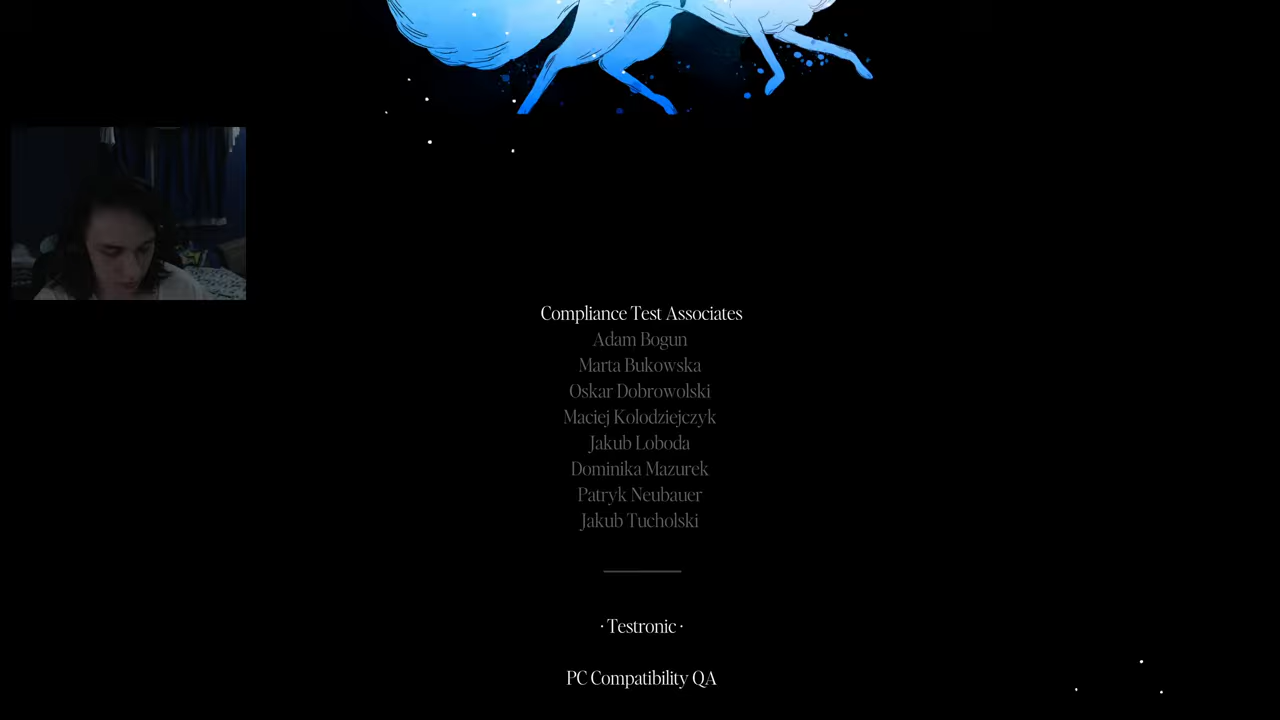 Compliance Test Associates
Adam Bogun
Marta Bukowska
Oskar Dobrowolski
Maciej Kolodziejczyk
Jakub Loboda
Dominika Mazurek
Patryk Neubauer
Jakub Tucholski
· Testronic ·
PC Compatibility QA